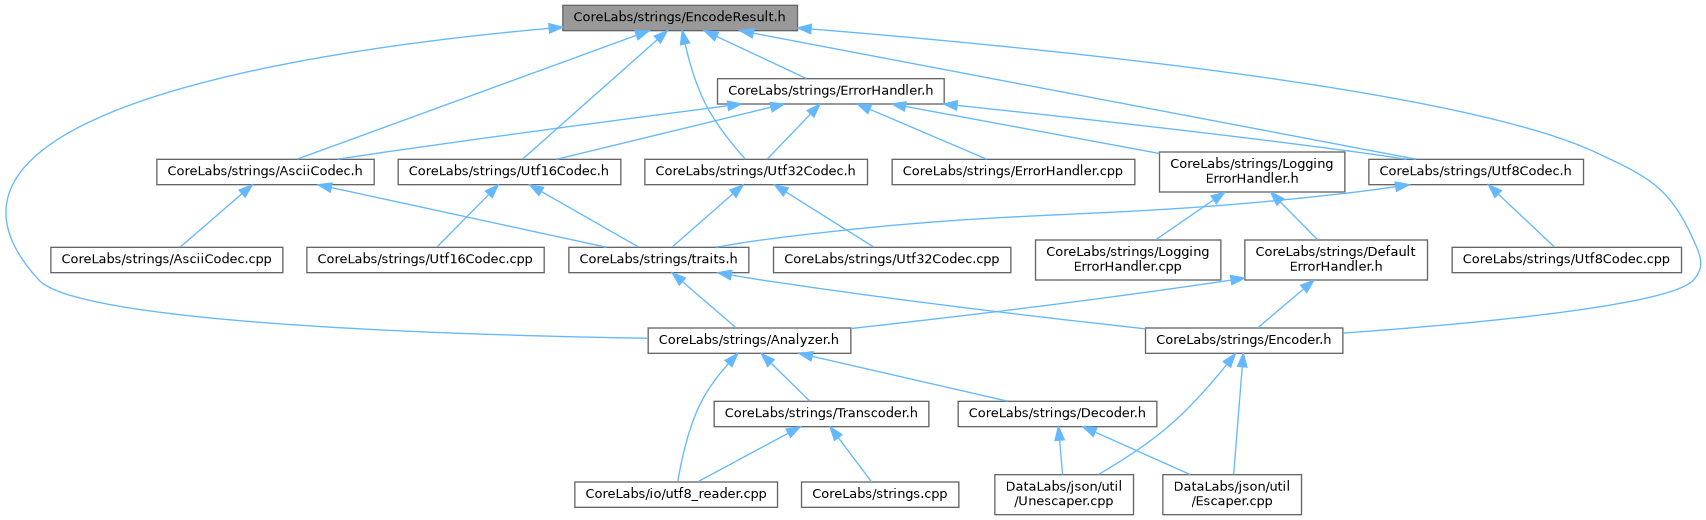 CoreLabs/strings/EncodeResult.h
CoreLabs/strings/ErrorHandler.h
CoreLabs/strings/AsciiCodec.h
CoreLabs/strings/Utf16Codec.h
CoreLabs/strings/Utf32Codec.h
CoreLabs/strings/ErrorHandler.cpp
CoreLabs/strings/Logging
ErrorHandler.h
CoreLabs/strings/Utf8Codec.h
CoreLabs/strings/AsciiCodec.cpp
CoreLabs/strings/Utf16Codec.cpp
CoreLabs/strings/traits.h
CoreLabs/strings/Utf32Codec.cpp
CoreLabs/strings/Logging
ErrorHandler.cpp
CoreLabs/strings/Default
ErrorHandler.h
CoreLabs/strings/Utf8Codec.cpp
CoreLabs/strings/Analyzer.h
CoreLabs/strings/Encoder.h
CoreLabs/strings/Transcoder.h
CoreLabs/strings/Decoder.h
CoreLabs/io/utf8_reader.cpp
CoreLabs/strings.cpp
DataLabs/json/util
/Unescaper.cpp
DataLabs/json/util
/Escaper.cpp